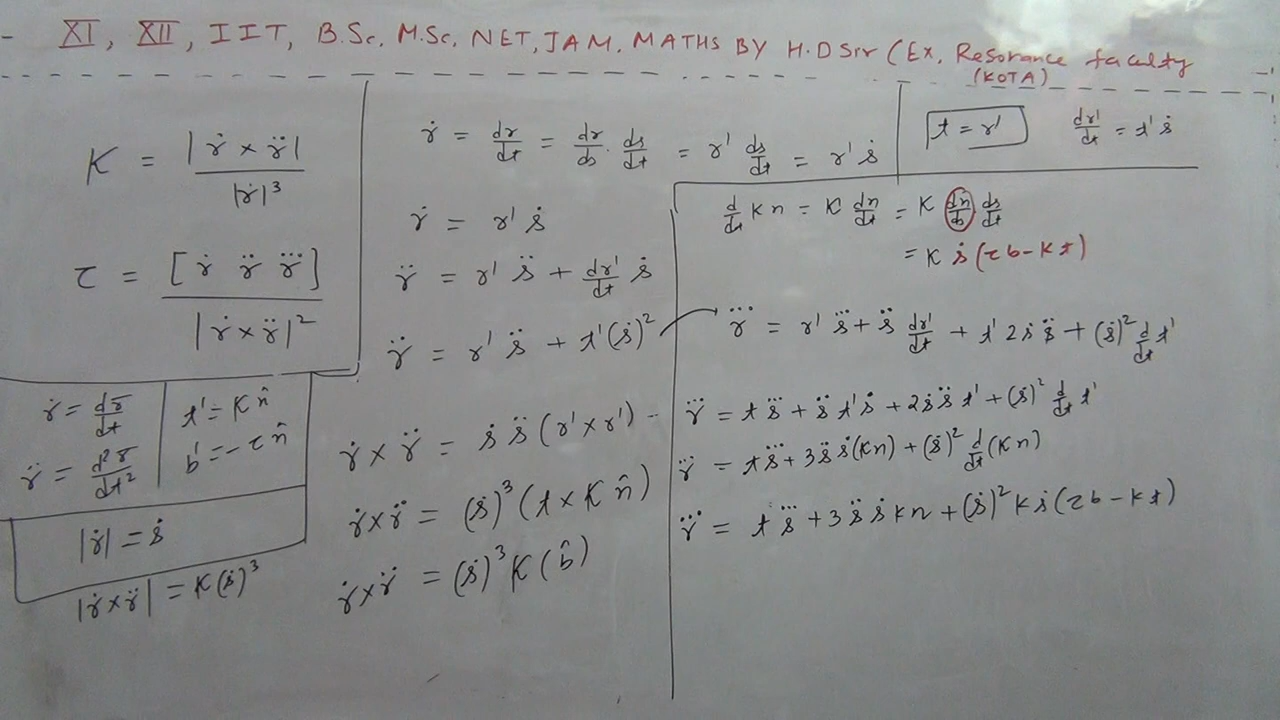 - XI, XII, IIT, B.Sc, M.Sc, NET, JAM, MATHS BY H.D Sir (Ex. Resonance faculty
(KOTA)
K = |ṙ × r̈| / |ṙ|³
τ = [ṙ r̈ r⃛] / |ṙ × r̈|²
ṙ = dr̄/dt
r̈ = d²r̄/dt²
t' = K n̂
b' = -τ n̂
|ṙ| = ṡ
|ṙ×r̈| = K(ṡ)³
ṙ = dr/dt = dr/ds · ds/dt = r' ds/dt = r' ṡ
ṙ = r' ṡ
r̈ = r' s̈ + dr'/dt ṡ
r̈ = r' s̈ + t'(ṡ)²
ṙ × r̈ = ṡ s̈ (r' × r') -
ṙ×r̈ = (ṡ)³ (t × K n̂)
ṙ×r̈ = (ṡ)³ K (b̂)
t = r'
dr'/dt = t' ṡ
d/dt Kn = K dn/dt = K dn/ds ds/dt
= K ṡ (τb - Kt)
r⃛ = r' s⃛ + s̈ dr'/dt + t' 2ṡ s̈ + (ṡ)² d/dt t'
r⃛ = t s⃛ + s̈ t' ṡ + 2ṡ s̈ t' + (ṡ)² d/dt t'
r⃛ = t s⃛ + 3s̈ ṡ (Kn) + (ṡ)² d/dt (Kn)
r⃛ = t s⃛ + 3 s̈ ṡ Kn + (ṡ)² K ṡ (τb - Kt)